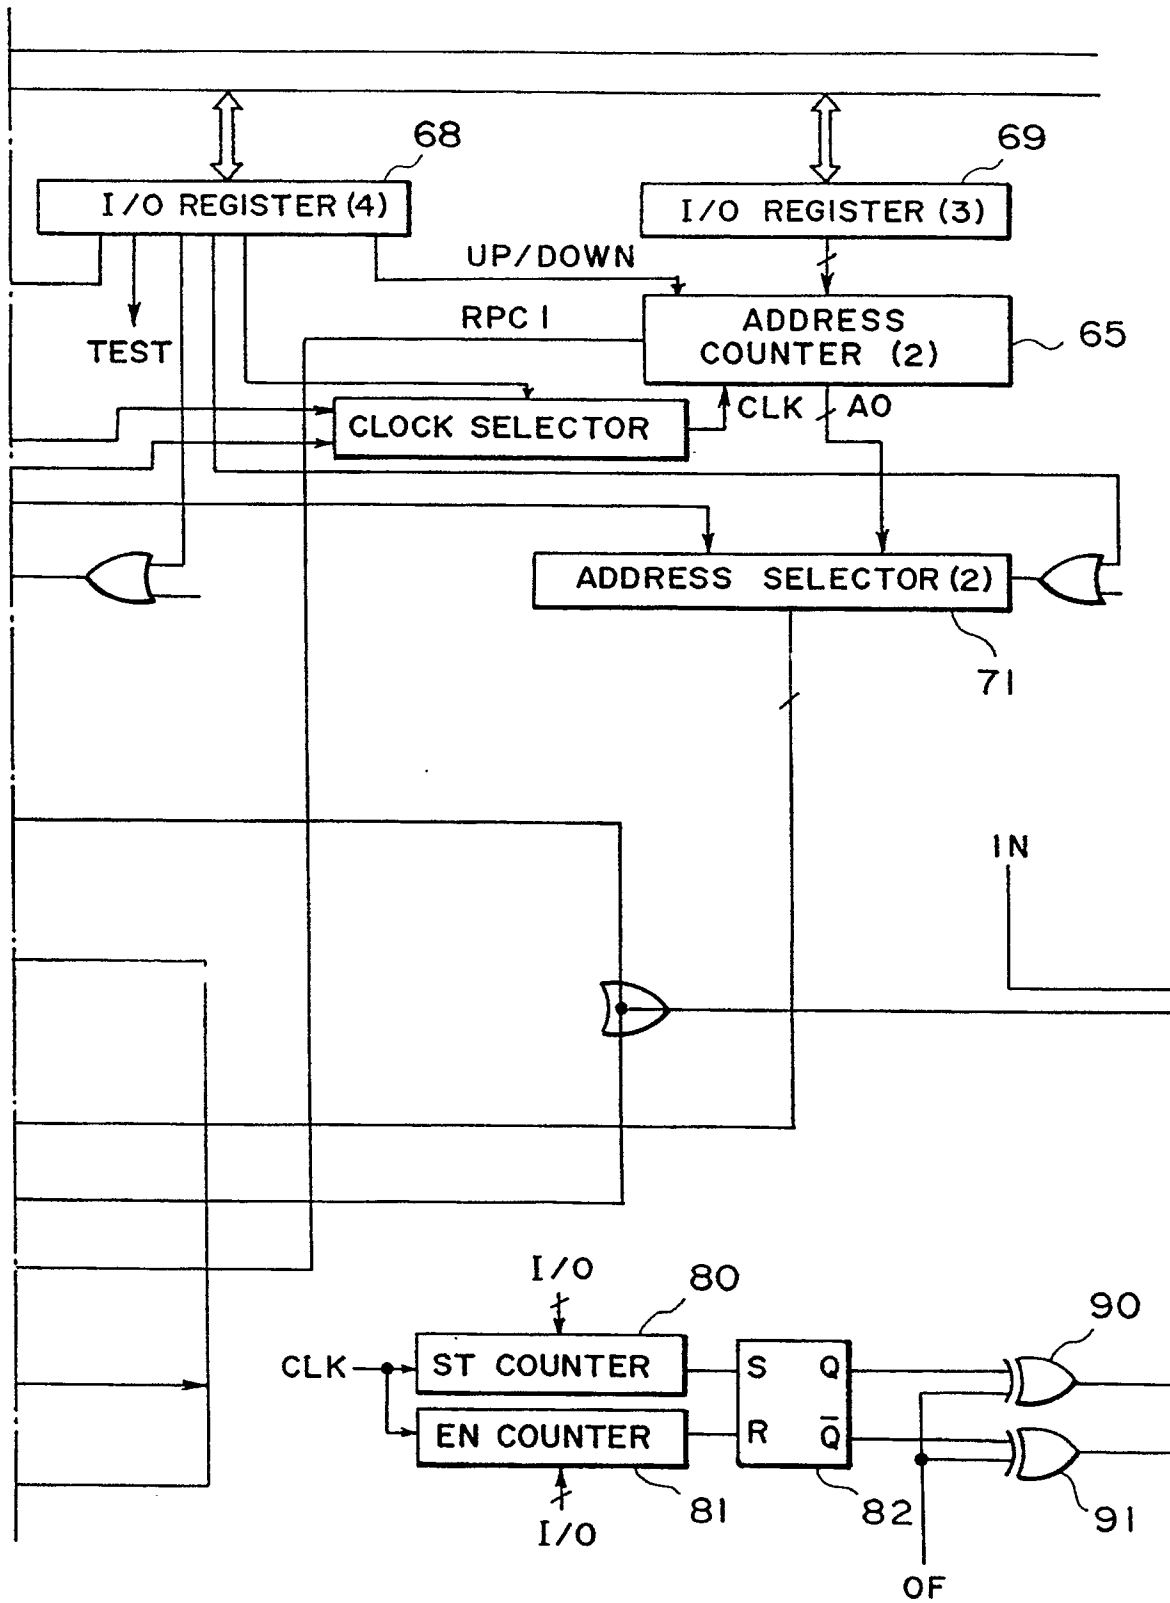 68
69
I/O REGISTER (4)
I/O REGISTER (3)
UP/DOWN
RPC1
ADDRESS
COUNTER (2)
65
TEST
CLK
A0
CLOCK SELECTOR
ADDRESS SELECTOR (2)
71
IN
I/O
80
90
CLK
ST COUNTER
S
Q
EN COUNTER
R
Q̅
I/O
81
82
91
OF